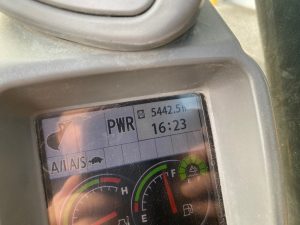 PWR
5442.5h
16:23
A/I A/S
H F
E